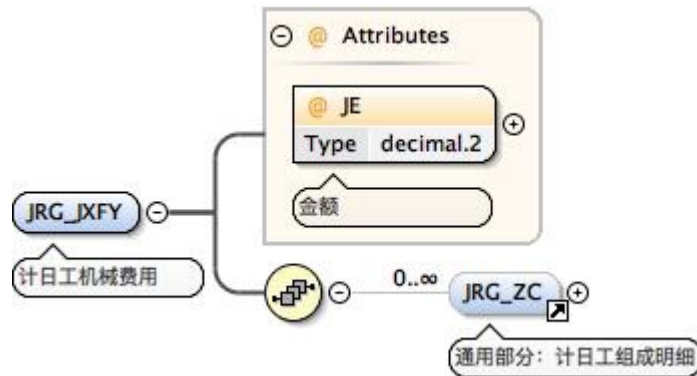 @ Attributes
@ JE
Type decimal.2
金额
JRG_JXFY
计日工机械费用
0..∞
JRG_ZC
通用部分：计日工组成明细